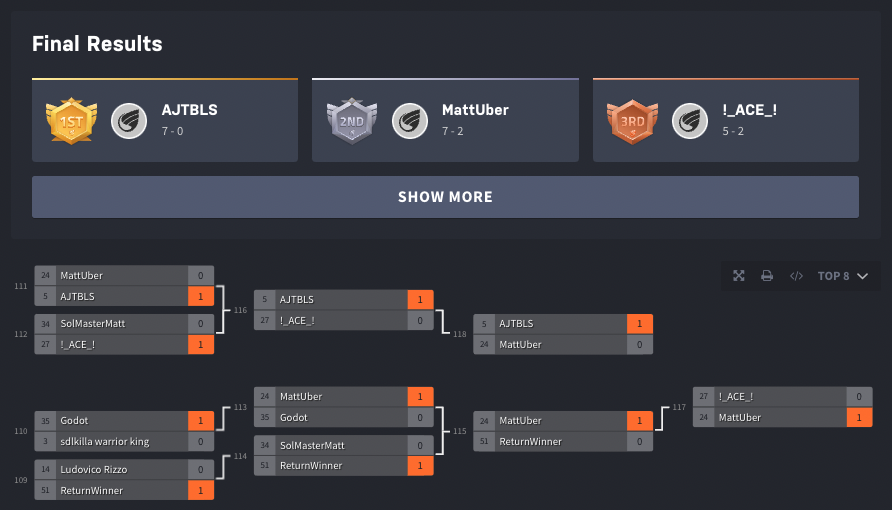 Final Results
1ST
AJTBLS
7 - 0
2ND
MattUber
7 - 2
3RD
!_ACE_!
5 - 2
SHOW MORE
TOP 8
111
24 MattUber 0
5 AJTBLS 1
112
34 SolMasterMatt 0
27 !_ACE_! 1
116
5 AJTBLS 1
27 !_ACE_! 0
118
5 AJTBLS 1
24 MattUber 0
110
35 Godot 1
3 sdlkilla warrior king 0
109
14 Ludovico Rizzo 0
51 ReturnWinner 1
113
24 MattUber 1
35 Godot 0
114
34 SolMasterMatt 0
51 ReturnWinner 1
115
24 MattUber 1
51 ReturnWinner 0
117
27 !_ACE_! 0
24 MattUber 1